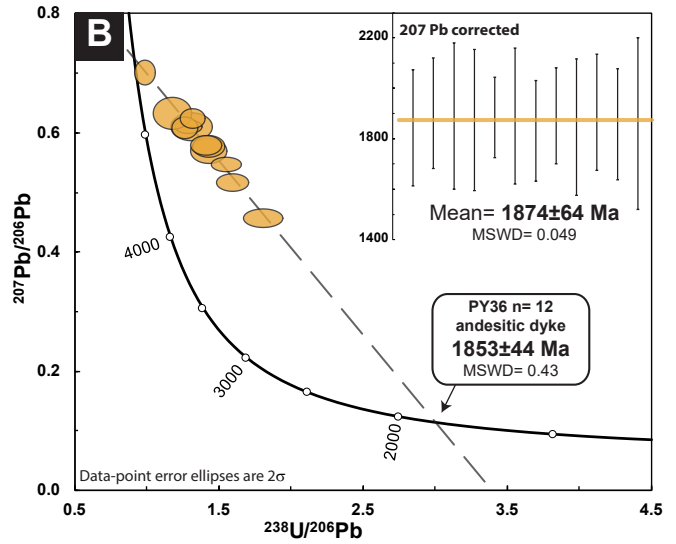 B
207 Pb corrected
2200
1800
1400
Mean= 1874±64 Ma
MSWD= 0.049
0.8
0.6
0.4
0.2
0.0
207Pb/206Pb
4000
3000
2000
PY36 n= 12
andesitic dyke
1853±44 Ma
MSWD= 0.43
Data-point error ellipses are 2σ
0.5
1.5
2.5
3.5
4.5
238U/206Pb